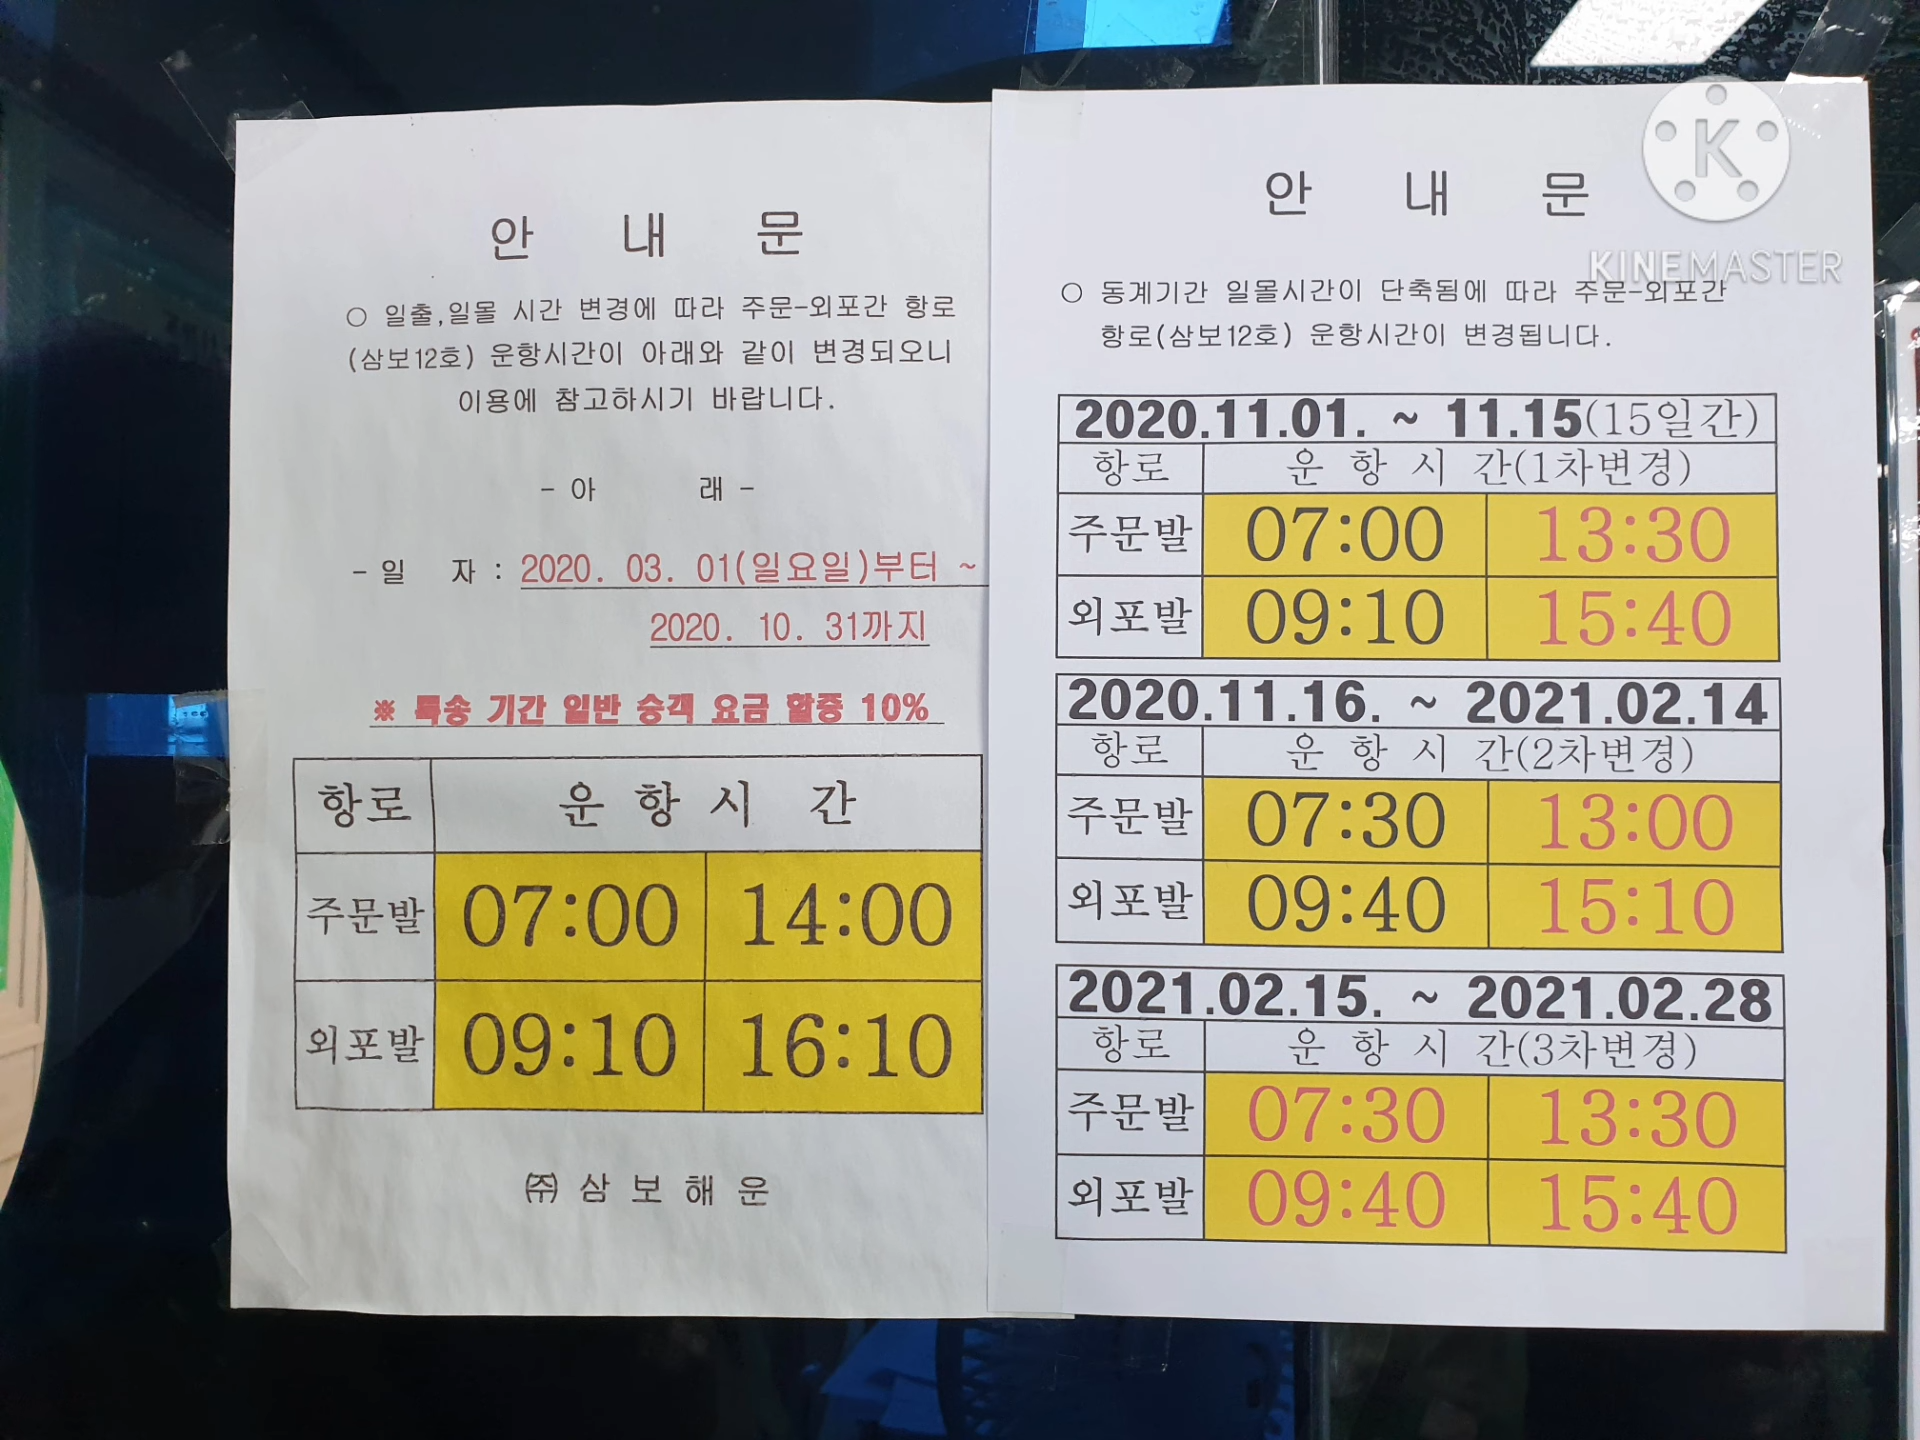 안 내 문
○ 일출,일몰 시간 변경에 따라 주문-외포간 항로
(삼보12호) 운항시간이 아래와 같이 변경되오니
이용에 참고하시기 바랍니다.
- 아 래 -
- 일 자 : 2020. 03. 01(일요일)부터 ~
2020. 10. 31까지
※ 특송 기간 일반 승객 요금 할증 10%
항로 운 항 시 간
주문발 07:00 14:00
외포발 09:10 16:10
㈜ 삼 보 해 운
안 내 문
○ 동계기간 일몰시간이 단축됨에 따라 주문-외포간
항로(삼보12호) 운항시간이 변경됩니다.
2020.11.01. ~ 11.15(15일간)
항로 운 항 시 간(1차변경)
주문발 07:00 13:30
외포발 09:10 15:40
2020.11.16. ~ 2021.02.14
항로 운 항 시 간(2차변경)
주문발 07:30 13:00
외포발 09:40 15:10
2021.02.15. ~ 2021.02.28
항로 운 항 시 간(3차변경)
주문발 07:30 13:30
외포발 09:40 15:40
K
KINEMASTER